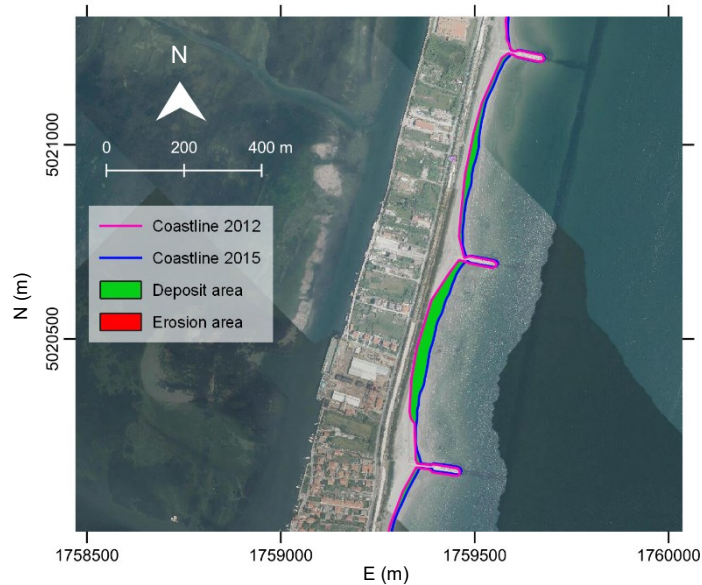 N
0 200 400 m
Coastline 2012
Coastline 2015
Deposit area
Erosion area
N (m)
5021000
5020500
1758500 1759000 1759500 1760000
E (m)